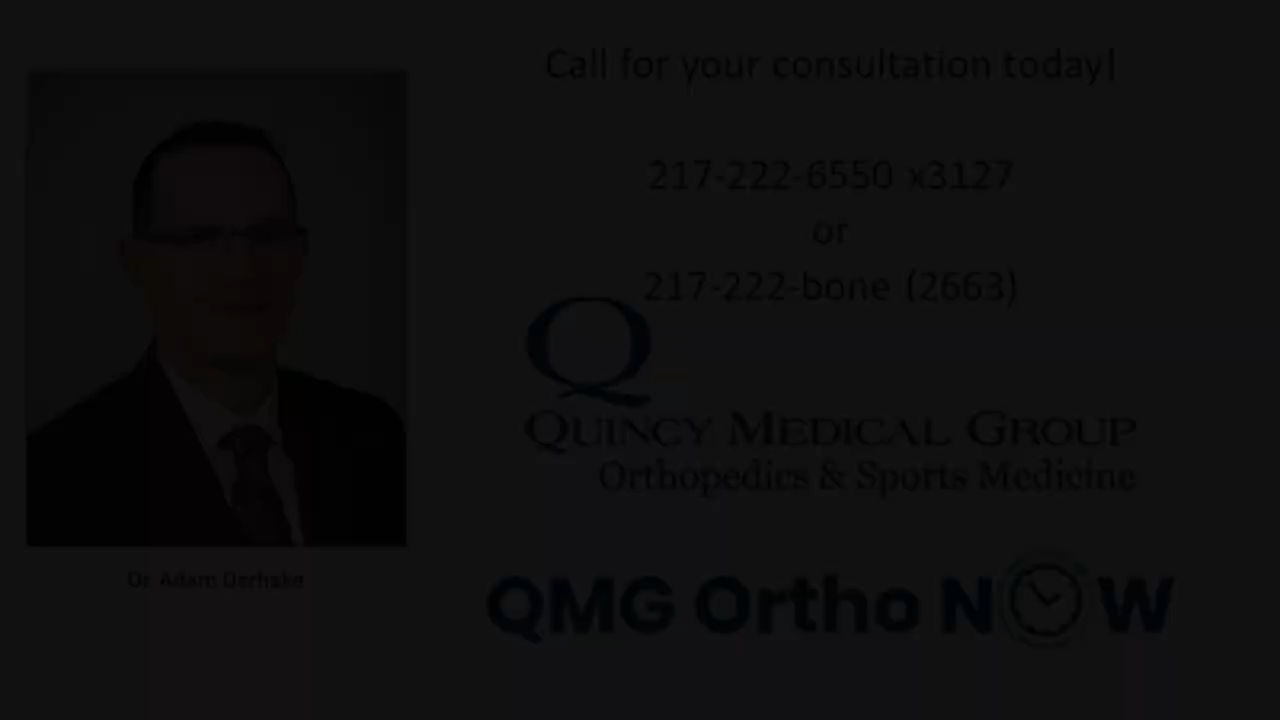 Call for your consultation today!
217-222-6550 x3127
or
217-222-bone (2663)
Q
QUINCY MEDICAL GROUP
Orthopedics & Sports Medicine
Dr. Adam Derhake
QMG Ortho NOW